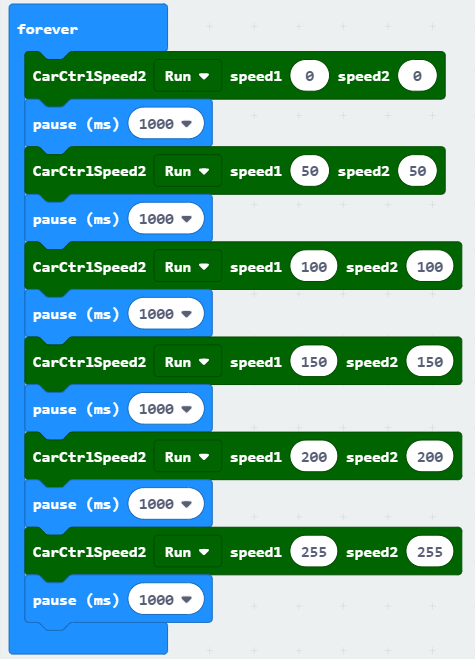 forever
CarCtrlSpeed2 Run speed1 0 speed2 0
pause (ms) 1000
CarCtrlSpeed2 Run speed1 50 speed2 50
pause (ms) 1000
CarCtrlSpeed2 Run speed1 100 speed2 100
pause (ms) 1000
CarCtrlSpeed2 Run speed1 150 speed2 150
pause (ms) 1000
CarCtrlSpeed2 Run speed1 200 speed2 200
pause (ms) 1000
CarCtrlSpeed2 Run speed1 255 speed2 255
pause (ms) 1000